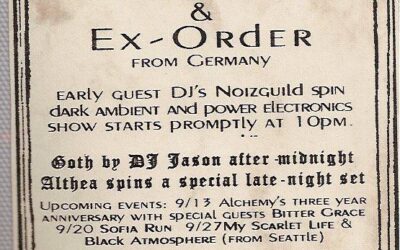 &
Ex-Order
from Germany
early guest DJ's Noizguild spin
dark ambient and power electronics
show starts promptly at 10pm.
Goth by DJ Jason after midnight
Althea spins a special late-night set
Upcoming events: 9/13 Alchemy's three year
anniversary with special guests Bitter Grace
9/20 Sofia Run 9/27 My Scarlet Life &
Black Atmosphere (from Seattle)